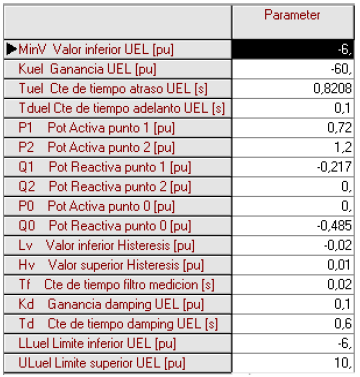 Parameter
MinV Valor inferior UEL [pu] -6,
Kuel Ganancia UEL [pu] -60,
Tuel Cte de tiempo atraso UEL [s] 0,8208
Tduel Cte de tiempo adelanto UEL [s] 0,1
P1 Pot Activa punto 1 [pu] 0,72
P2 Pot Activa punto 2 [pu] 1,2
Q1 Pot Reactiva punto 1 [pu] -0,217
Q2 Pot Reactiva punto 2 [pu] 0,
P0 Pot Activa punto 0 [pu] 0,
Q0 Pot Reactiva punto 0 [pu] -0,485
Lv Valor inferior Histeresis [pu] -0,02
Hv Valor superior Histeresis [pu] 0,01
Tf Cte de tiempo filtro medicion [s] 0,02
Kd Ganancia damping UEL [pu] 0,1
Td Cte de tiempo damping UEL [s] 0,6
LLuel Limite inferior UEL [pu] -6,
ULuel Limite superior UEL [pu] 10,